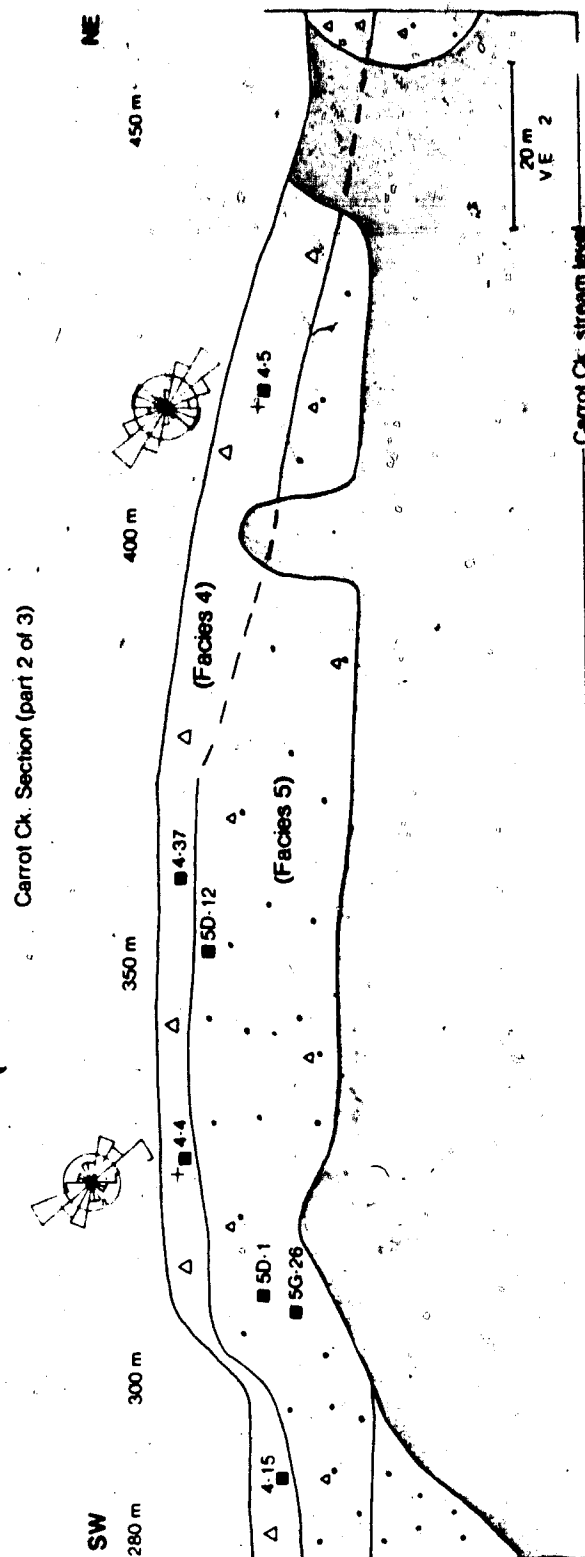 Carrot Ck. Section (part 2 of 3)
SW
NE
280 m
300 m
350 m
400 m
450 m
4-15
4-4
4-37
4-5
(Facies 4)
5D-1
5G-26
5D-12
(Facies 5)
20 m
VE 2
Carrot Ck. stream level